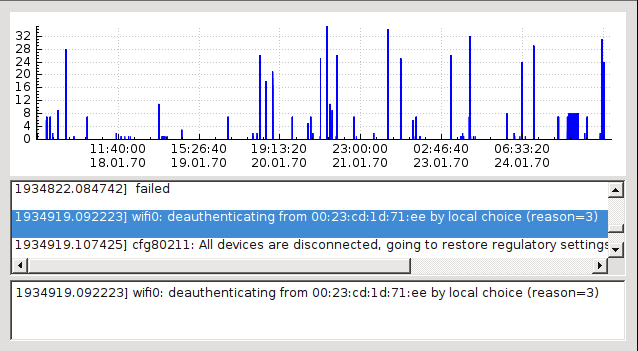 32
28
24
20
16
12
8
4
0
11:40:00 15:26:40 19:13:20 23:00:00 02:46:40 06:33:20
18.01.70 19.01.70 20.01.70 21.01.70 23.01.70 24.01.70
1934822.084742] failed
1934919.092223] wifi0: deauthenticating from 00:23:cd:1d:71:ee by local choice (reason=3)
1934919.107425] cfg80211: All devices are disconnected, going to restore regulatory settings
1934919.092223] wifi0: deauthenticating from 00:23:cd:1d:71:ee by local choice (reason=3)